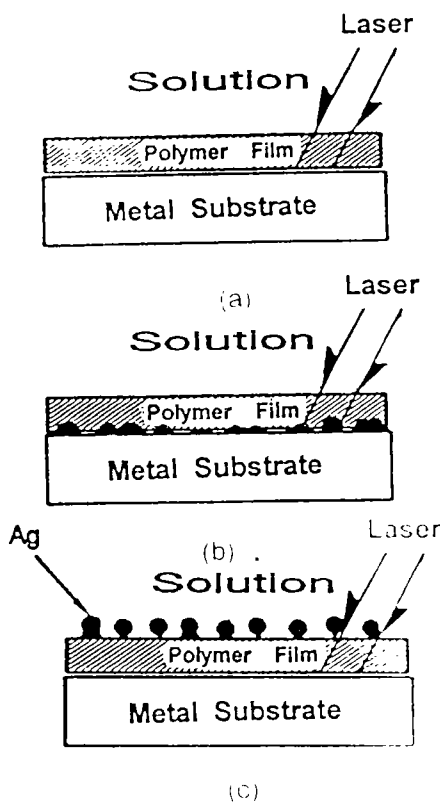 Laser
Solution
Polymer Film
Metal Substrate
(a)
Laser
Solution
Polymer Film
Metal Substrate
(b)
Ag
Laser
Solution
Polymer Film
Metal Substrate
(c)